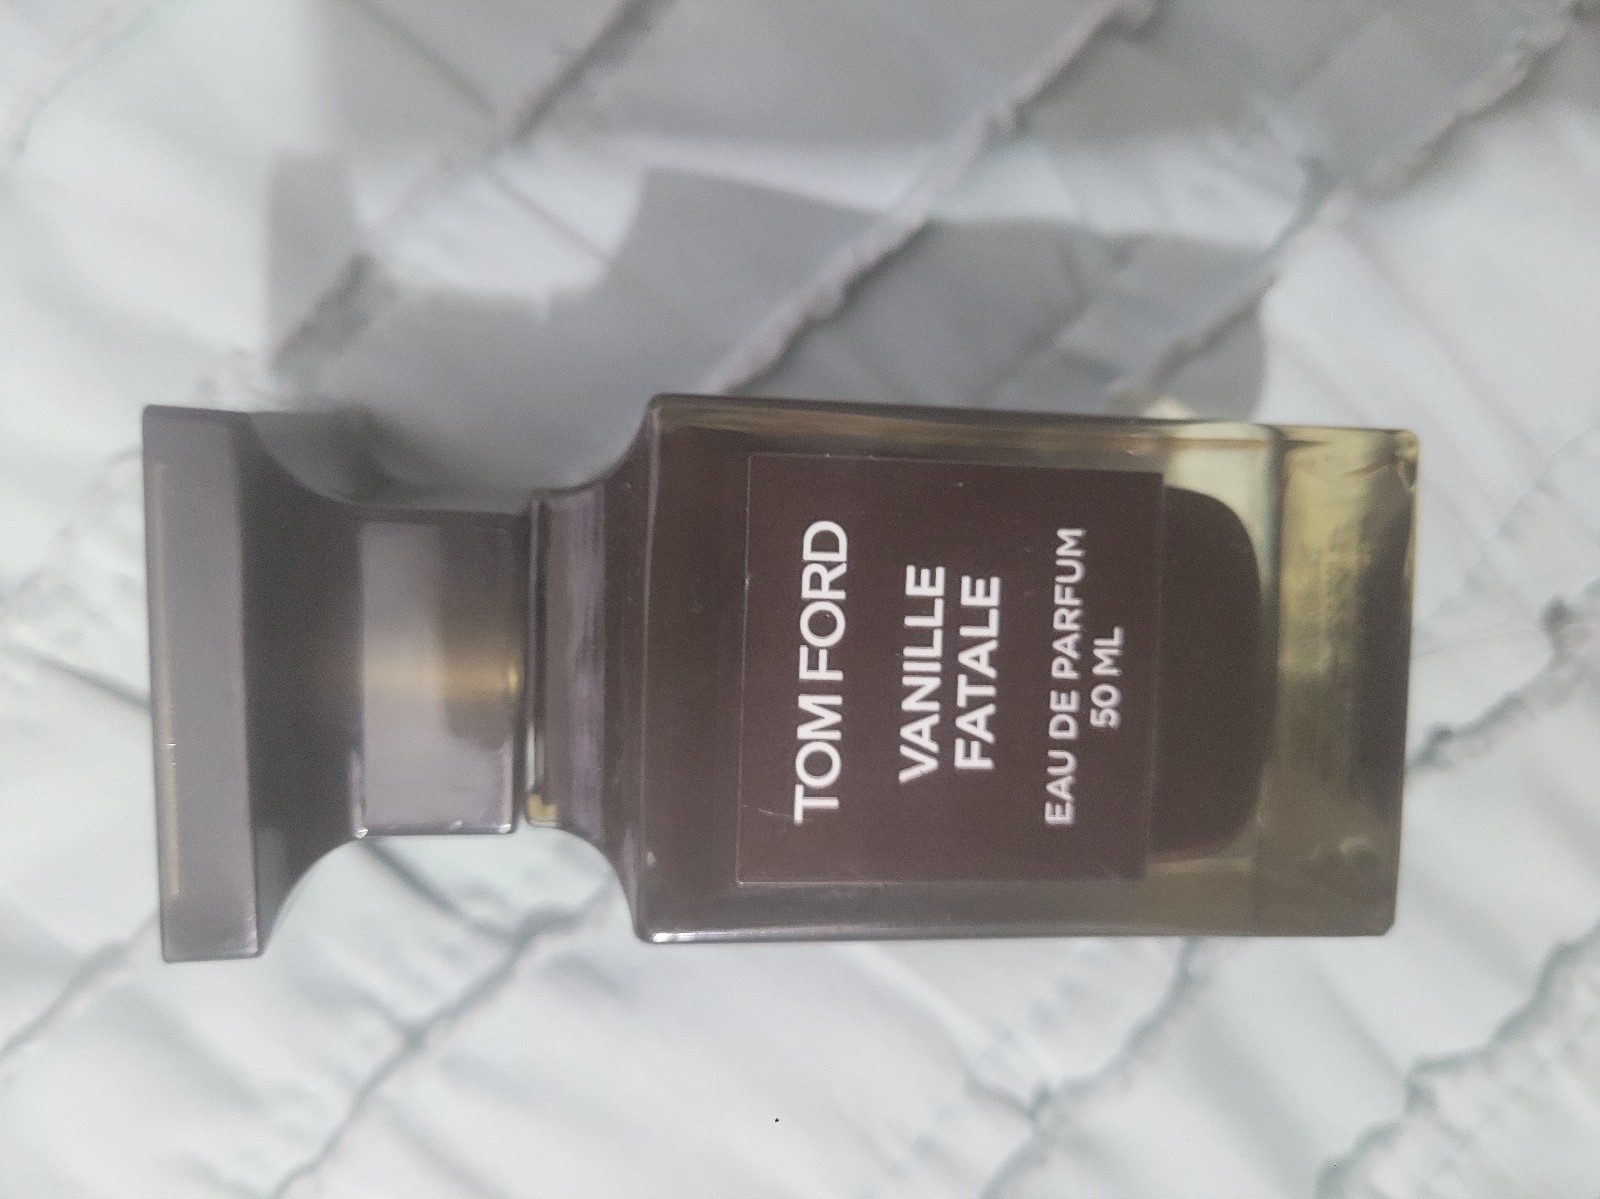 TOM FORD
VANILLE
FATALE
EAU DE PARFUM
50 ML